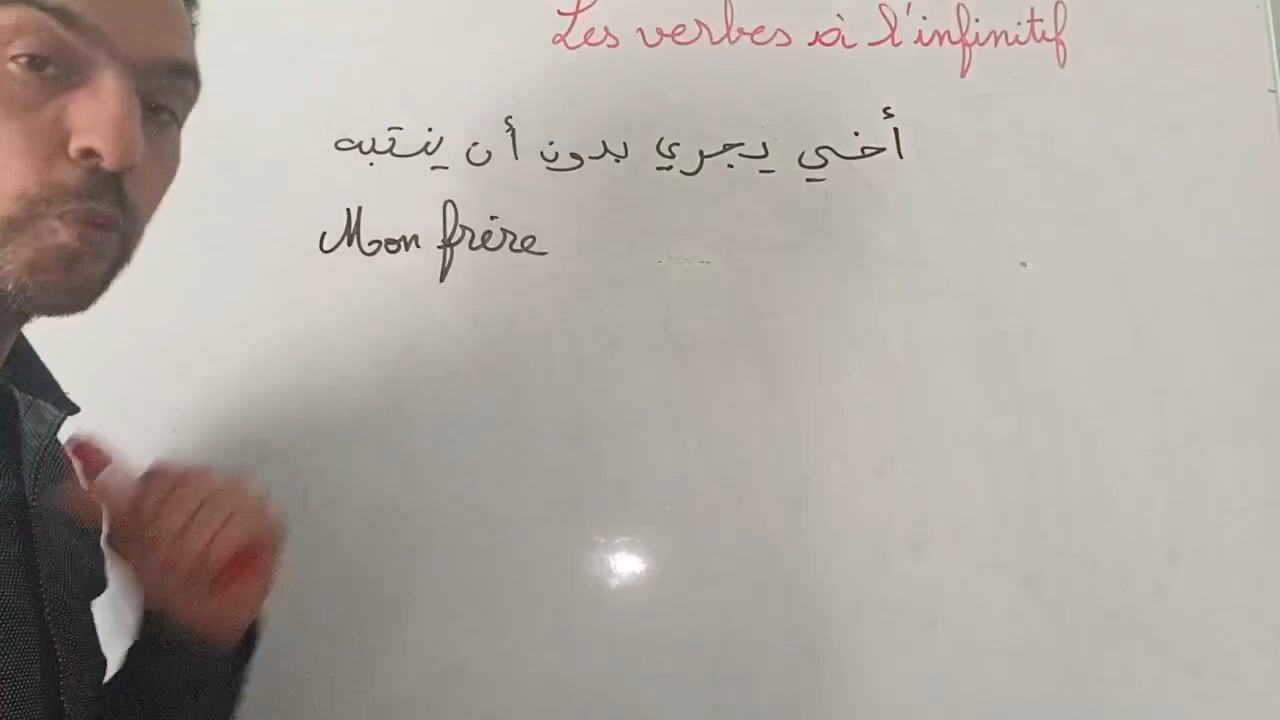 Les verbes à l'infinitif
أخي يجري بدون أن ينتبه
Mon frère